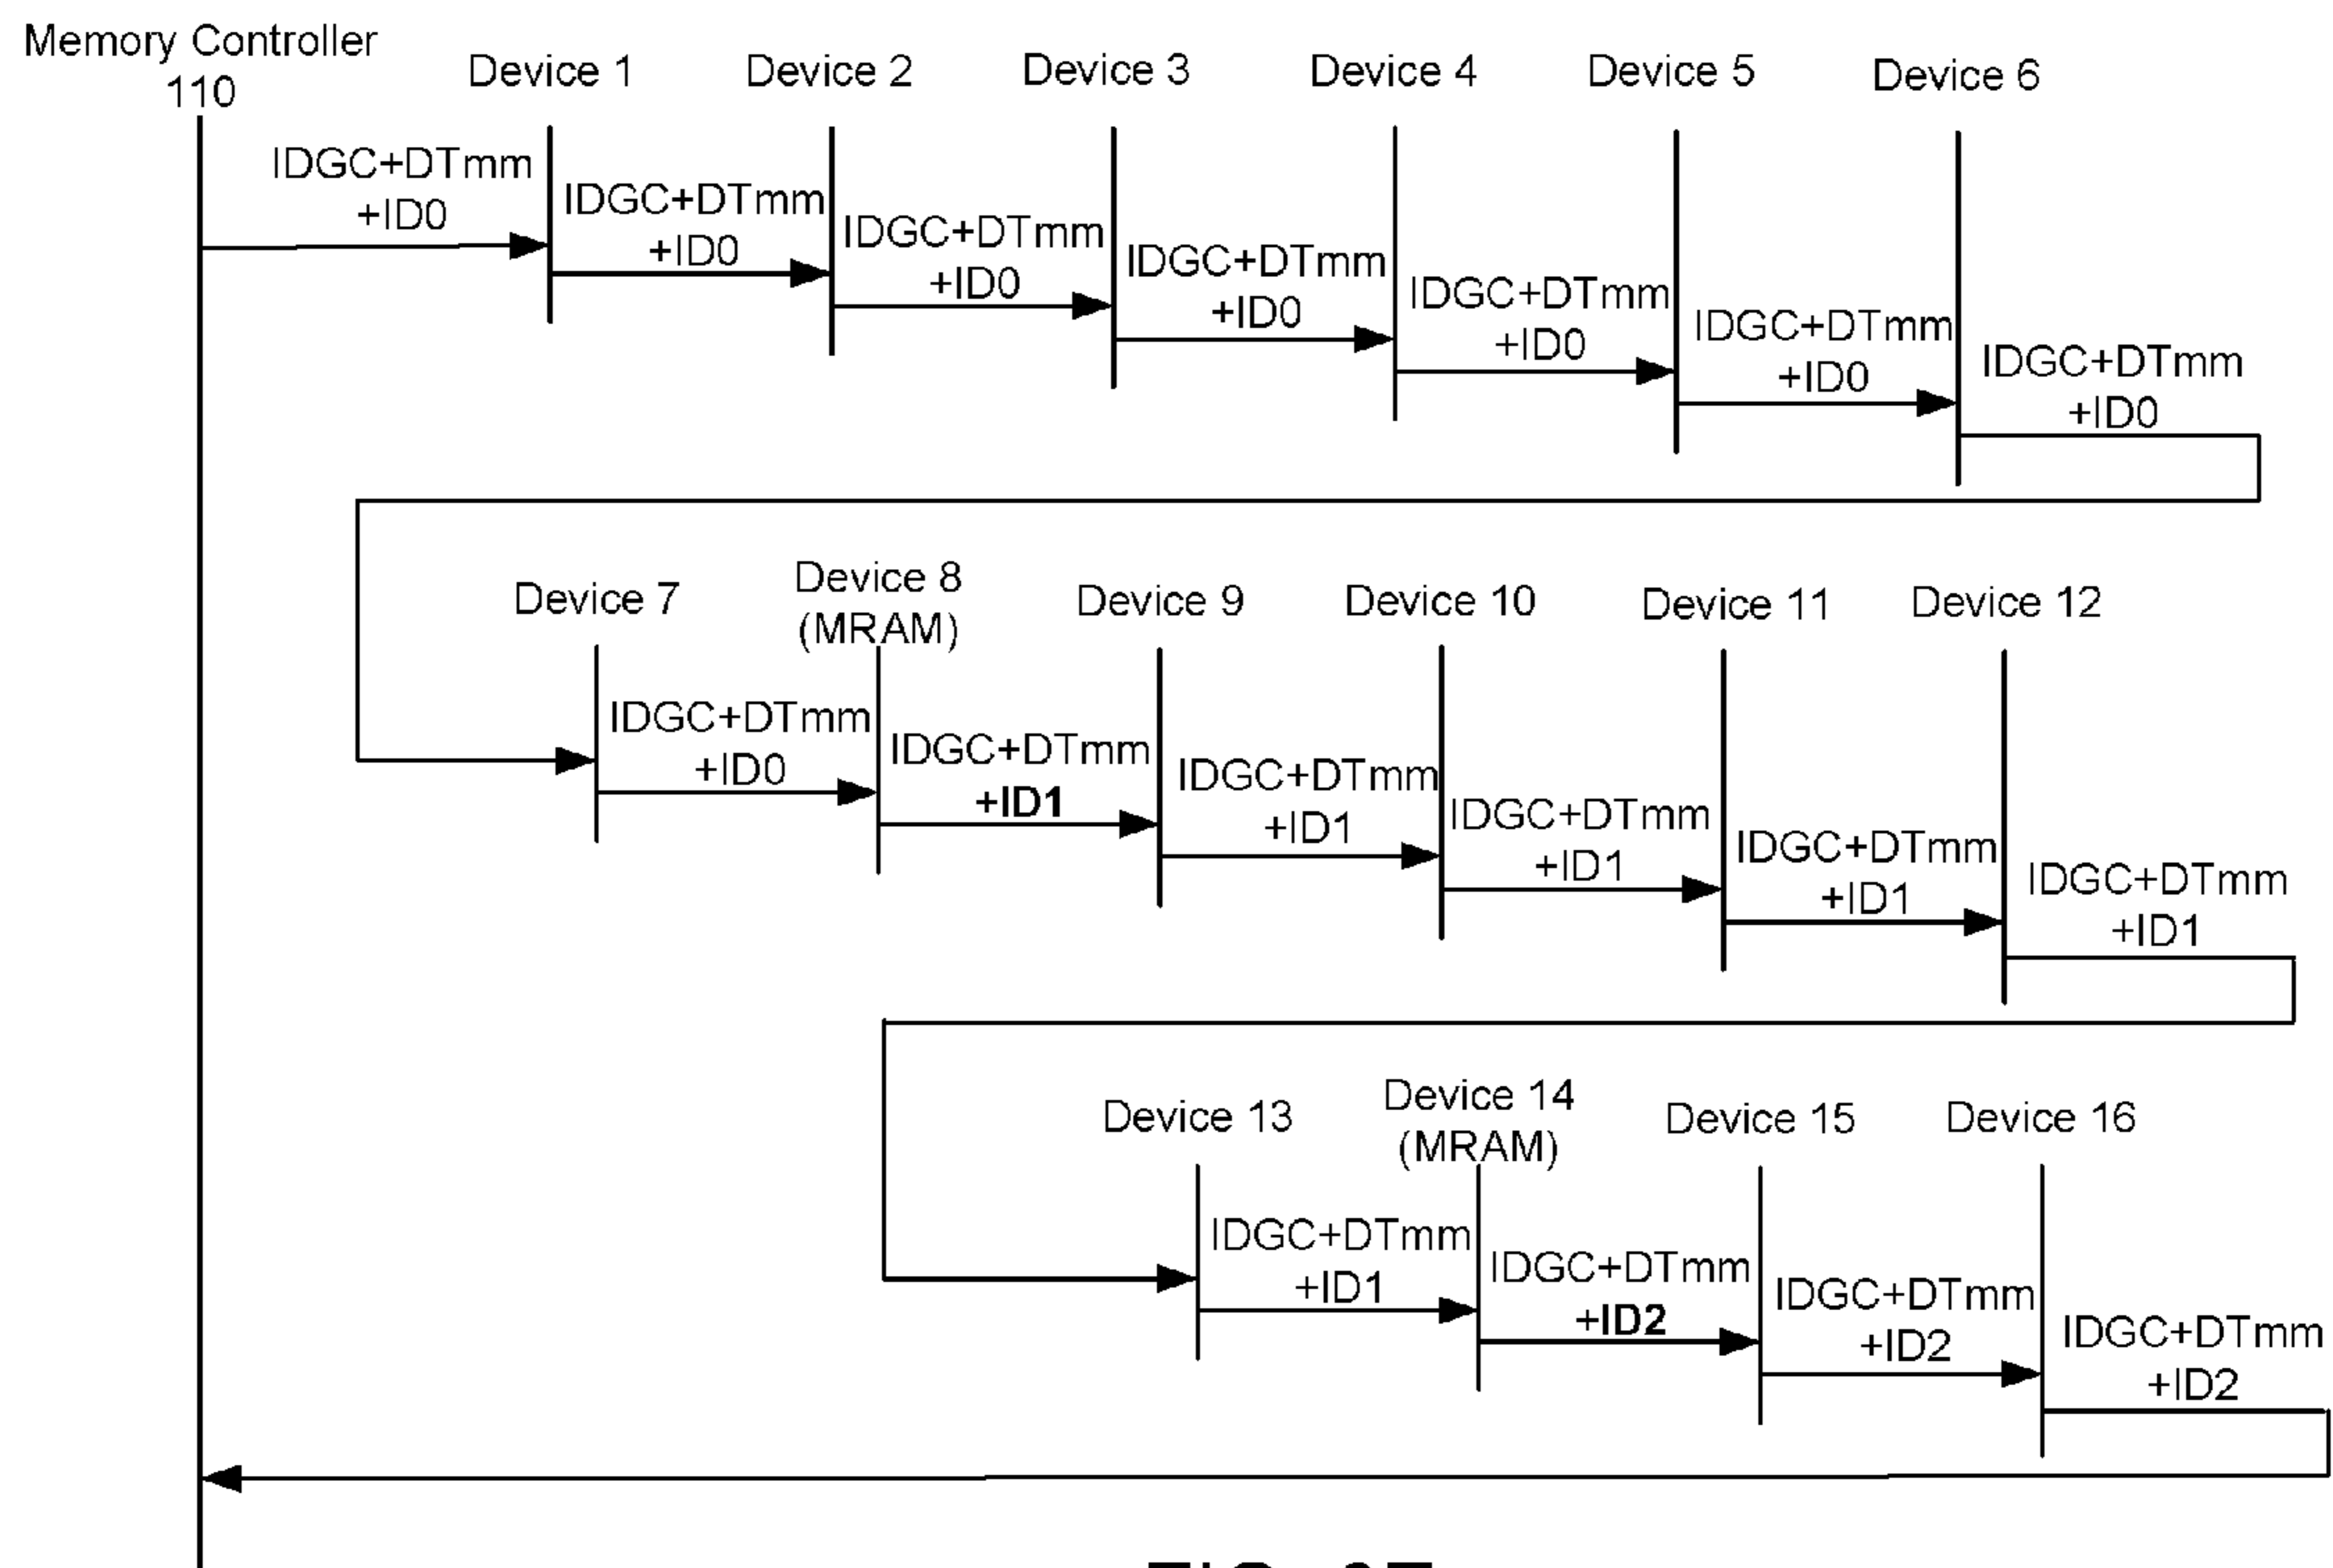 Memory Controller
110
Device 1
Device 2
Device 3
Device 4
Device 5
Device 6
IDGC+DTmm
+ID0
IDGC+DTmm
+ID0
IDGC+DTmm
+ID0
IDGC+DTmm
+ID0
IDGC+DTmm
+ID0
IDGC+DTmm
+ID0
IDGC+DTmm
+ID0
Device 7
Device 8
(MRAM)
Device 9
Device 10
Device 11
Device 12
IDGC+DTmm
+ID0
IDGC+DTmm
+ID1
IDGC+DTmm
+ID1
IDGC+DTmm
+ID1
IDGC+DTmm
+ID1
IDGC+DTmm
+ID1
Device 13
Device 14
(MRAM)
Device 15
Device 16
IDGC+DTmm
+ID1
IDGC+DTmm
+ID2
IDGC+DTmm
+ID2
IDGC+DTmm
+ID2